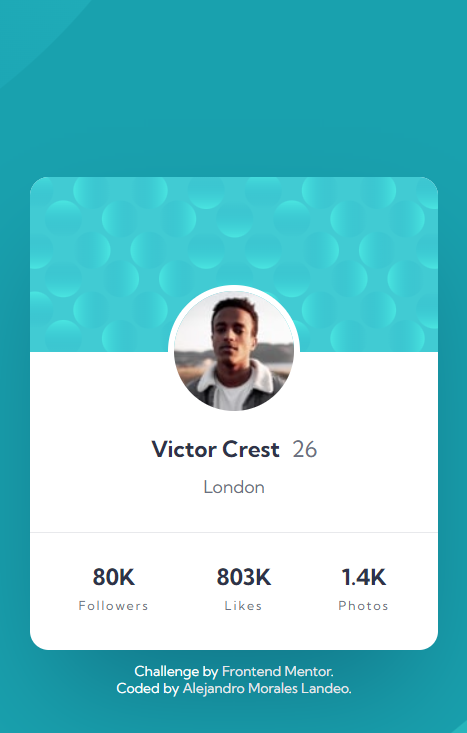 Victor Crest 26
London
80K 803K 1.4K
Followers Likes Photos
Challenge by Frontend Mentor.
Coded by Alejandro Morales Landeo.